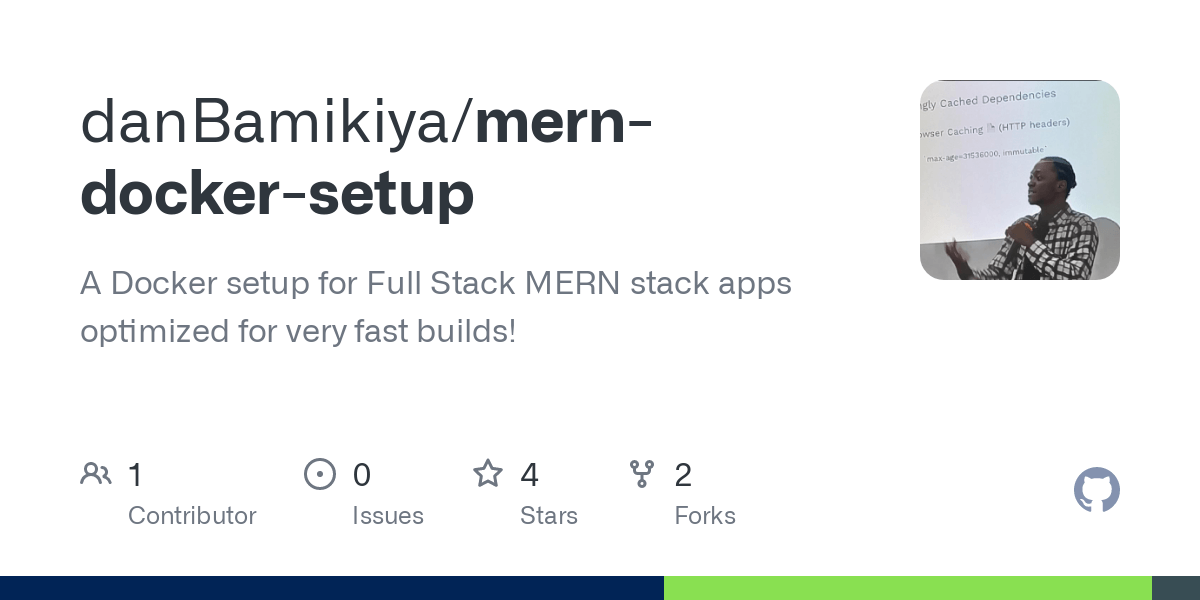 danBamikiya/mern-
docker-setup
A Docker setup for Full Stack MERN stack apps
optimized for very fast builds!
gly Cached Dependencies
wser Caching (HTTP headers)
`max-age=31536000, immutable`
1
Contributor
0
Issues
4
Stars
2
Forks